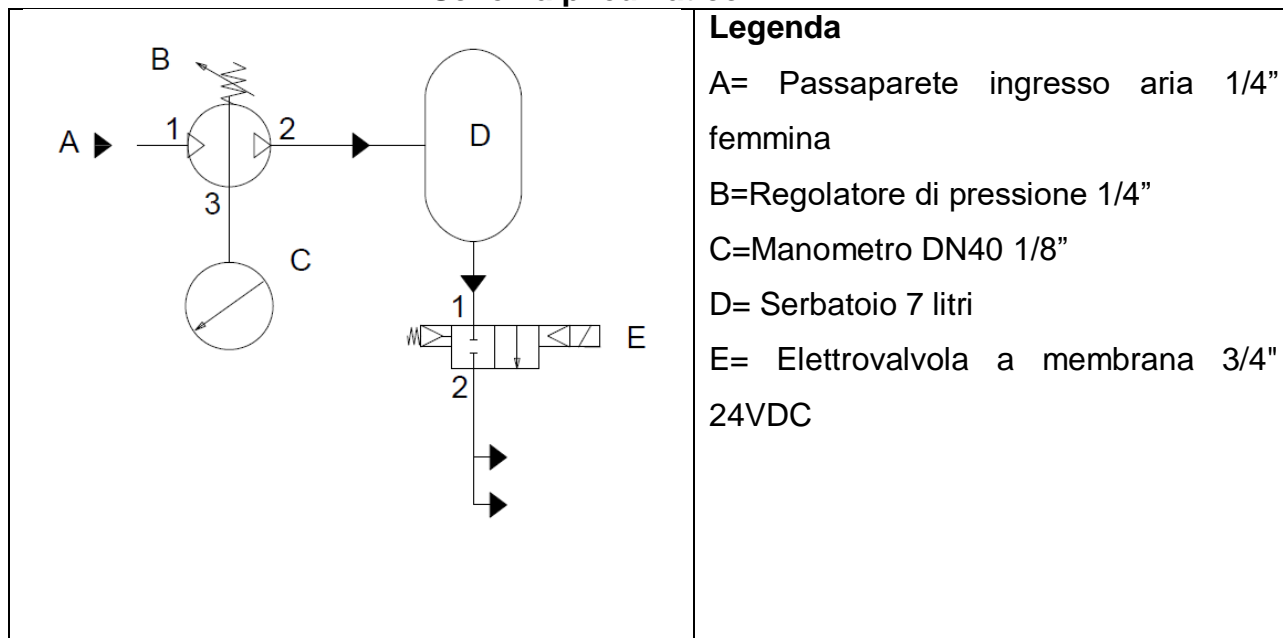 B
A
1
2
D
3
C
1
E
2
Legenda
A= Passaparete ingresso aria 1/4”
femmina
B=Regolatore di pressione 1/4”
C=Manometro DN40 1/8”
D= Serbatoio 7 litri
E= Elettrovalvola a membrana 3/4"
24VDC